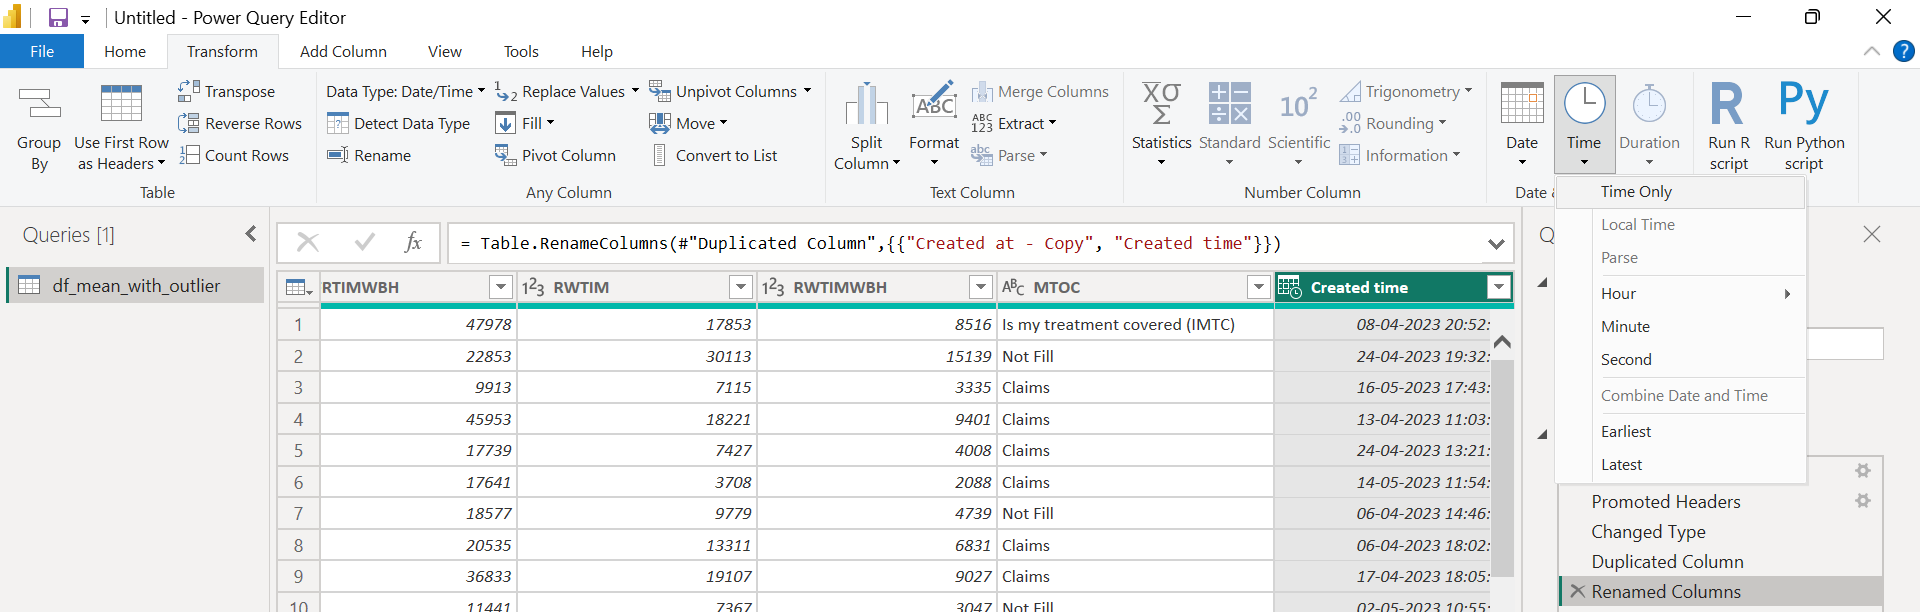 Untitled - Power Query Editor
File Home Transform Add Column View Tools Help
Group By
Use First Row as Headers
Transpose
Reverse Rows
Count Rows
Table
Data Type: Date/Time
Detect Data Type
Rename
Replace Values
Fill
Pivot Column
Unpivot Columns
Move
Convert to List
Any Column
Split Column
Format
ABC
Merge Columns
ABC 123 Extract
abc Parse
Text Column
Statistics
Standard
Scientific
10²
Trigonometry
.00 Rounding
Information
Number Column
Date
Time
Duration
Date &
R
Run R script
Py
Run Python script
Time Only
Local Time
Parse
Hour
Minute
Second
Combine Date and Time
Earliest
Latest
Queries [1]
df_mean_with_outlier
fx = Table.RenameColumns(#"Duplicated Column",{{"Created at - Copy", "Created time"}})
RTIMWBH 123 RWTIM 123 RWTIMWBH ABC MTOC Created time
1 47978 17853 8516 Is my treatment covered (IMTC) 08-04-2023 20:52:
2 22853 30113 15139 Not Fill 24-04-2023 19:32:
3 9913 7115 3335 Claims 16-05-2023 17:43:
4 45953 18221 9401 Claims 13-04-2023 11:03:
5 17739 7427 4008 Claims 24-04-2023 13:21:
6 17641 3708 2088 Claims 14-05-2023 11:54:
7 18577 9779 4739 Not Fill 06-04-2023 14:46:
8 20535 13311 6831 Claims 06-04-2023 18:02:
9 36833 19107 9027 Claims 17-04-2023 18:05:
10 11441 7367 3047 Not Fill 02-05-2023 10:55:
Promoted Headers
Changed Type
Duplicated Column
Renamed Columns